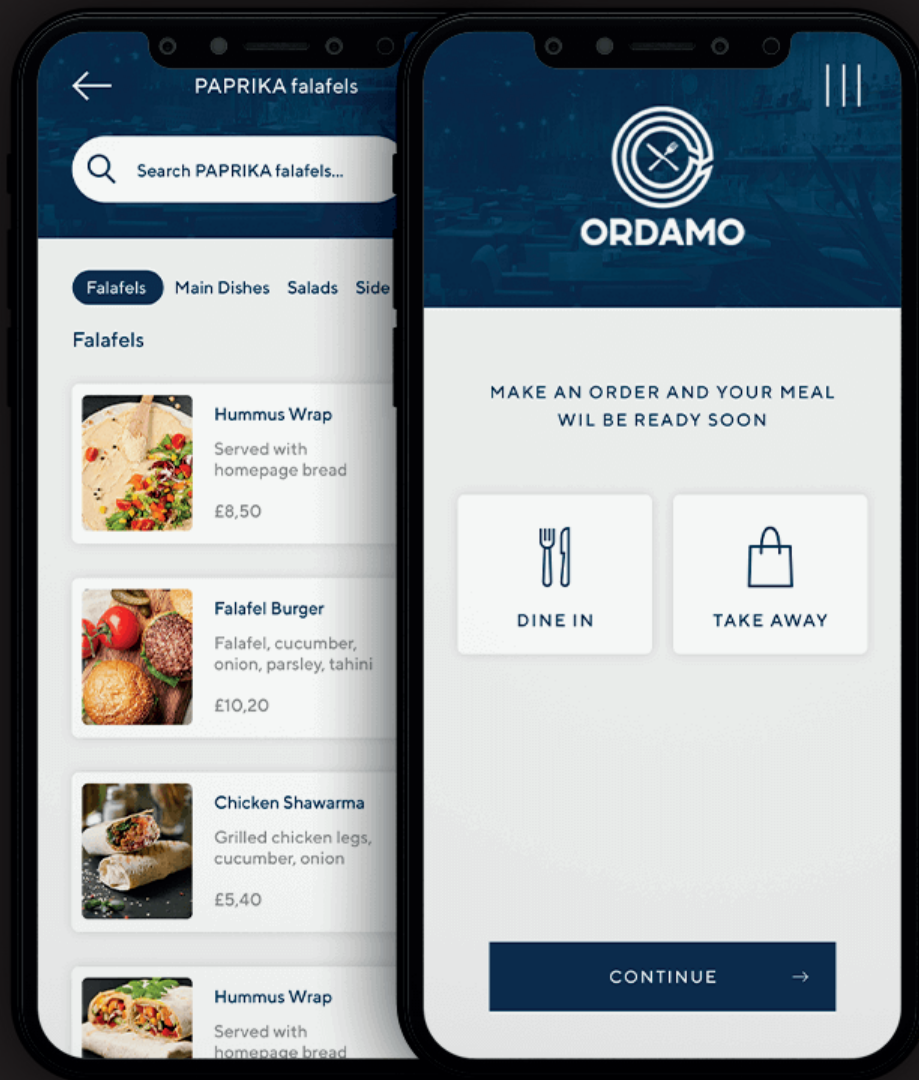 PAPRIKA falafels
Search PAPRIKA falafels...
Falafels
Main Dishes
Salads
Side
Falafels
Hummus Wrap
Served with
homepage bread
£8,50
Falafel Burger
Falafel, cucumber,
onion, parsley, tahini
£10,20
Chicken Shawarma
Grilled chicken legs,
cucumber, onion
£5,40
Hummus Wrap
Served with
homepage bread
ORDAMO
MAKE AN ORDER AND YOUR MEAL
WIL BE READY SOON
DINE IN
TAKE AWAY
CONTINUE